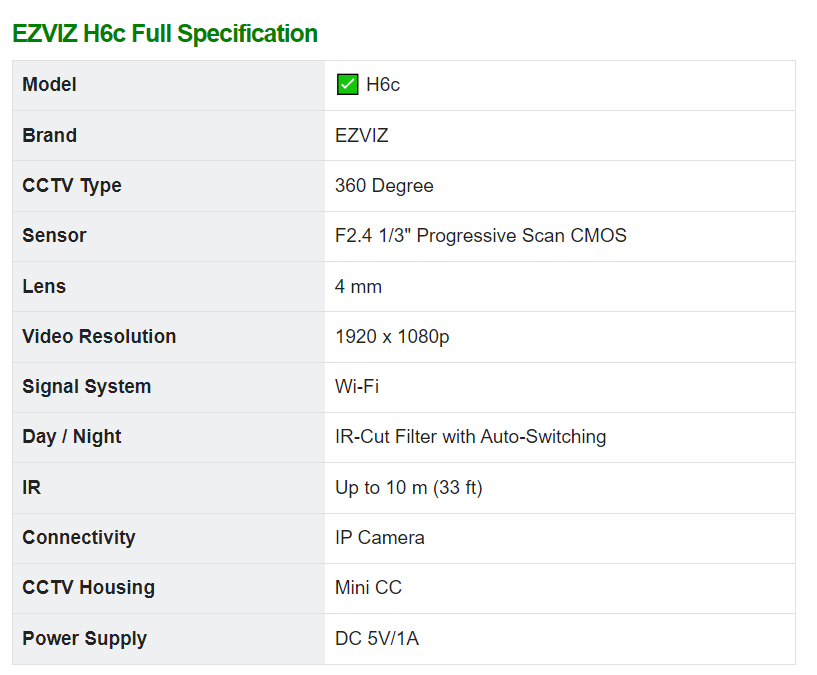 EZVIZ H6c Full Specification
Model ✅ H6c
Brand EZVIZ
CCTV Type 360 Degree
Sensor F2.4 1/3" Progressive Scan CMOS
Lens 4 mm
Video Resolution 1920 x 1080p
Signal System Wi-Fi
Day / Night IR-Cut Filter with Auto-Switching
IR Up to 10 m (33 ft)
Connectivity IP Camera
CCTV Housing Mini CC
Power Supply DC 5V/1A